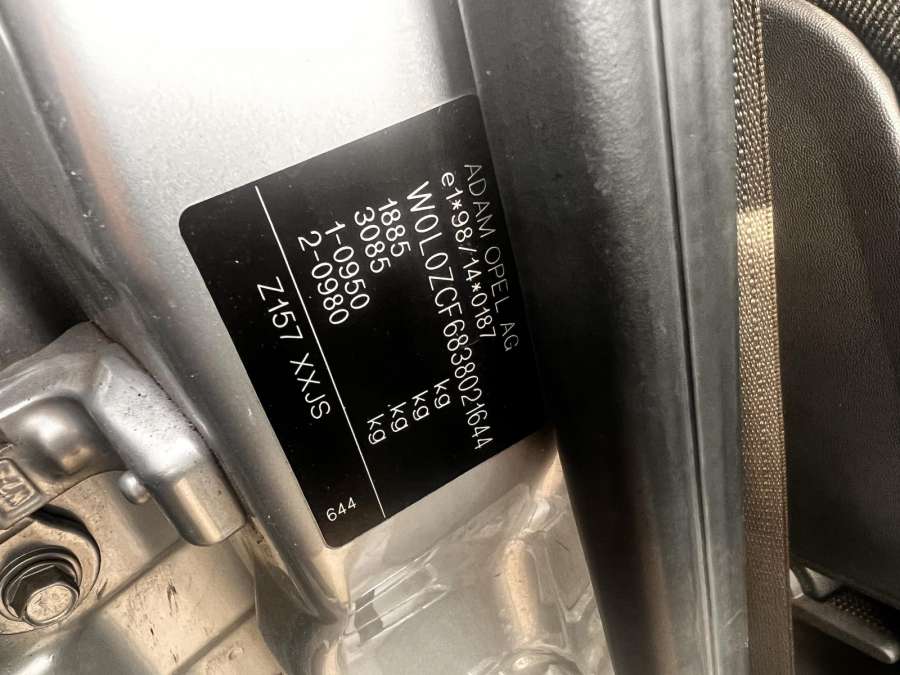 ADAM OPEL AG
e1*98/14*0187
W0L0ZCF6838021644
1885 kg
3085 kg
1-0950 kg
2-0980 kg
Z157 XXJS
644